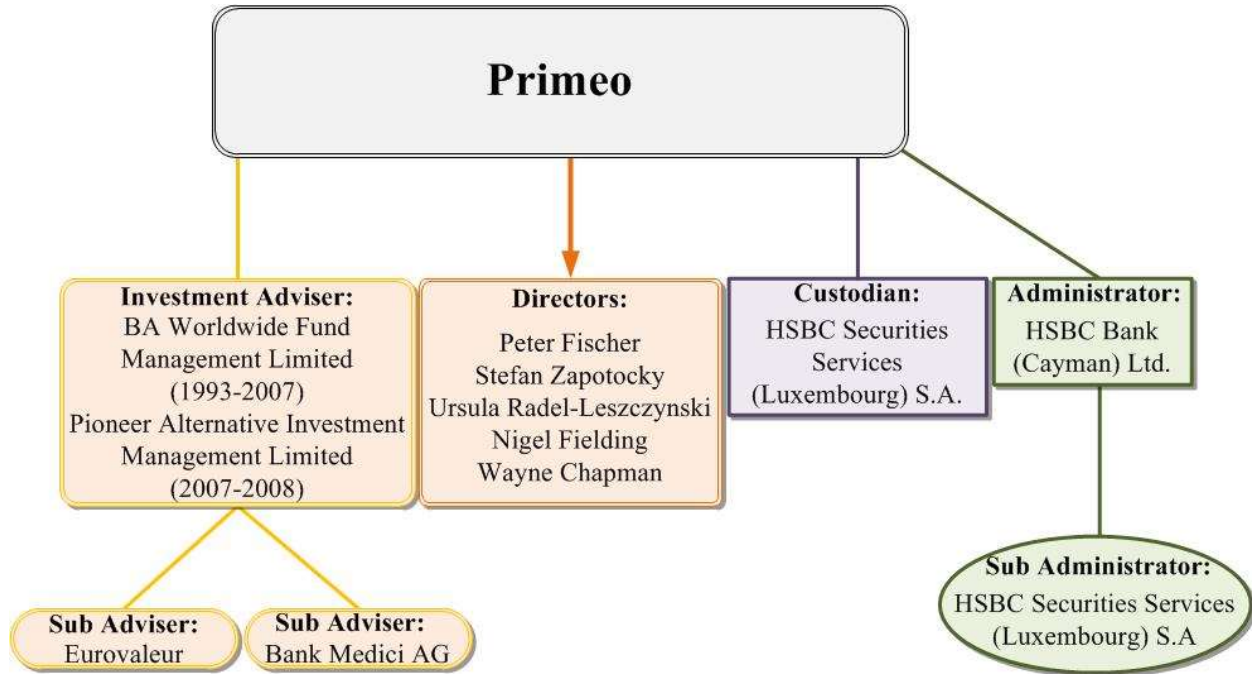 Primeo
Investment Adviser:
BA Worldwide Fund
Management Limited
(1993-2007)
Pioneer Alternative Investment
Management Limited
(2007-2008)
Directors:
Peter Fischer
Stefan Zapotocky
Ursula Radel-Leszczynski
Nigel Fielding
Wayne Chapman
Custodian:
HSBC Securities
Services
(Luxembourg) S.A.
Administrator:
HSBC Bank
(Cayman) Ltd.
Sub Adviser:
Eurovaleur
Sub Adviser:
Bank Medici AG
Sub Administrator:
HSBC Securities Services
(Luxembourg) S.A